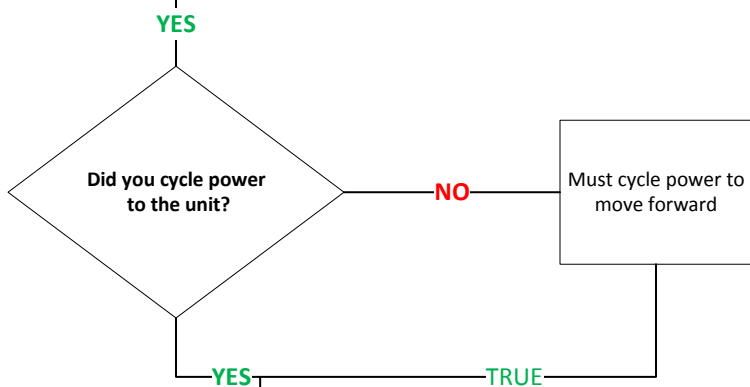 YES
Did you cycle power
to the unit?
NO
Must cycle power to
move forward
YES
TRUE